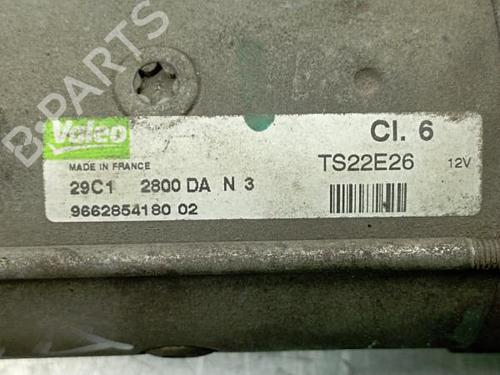 B-PARTS
Valeo
Cl. 6
MADE IN FRANCE
TS22E26 12V
29C1 2800 DA N 3
9662854180 02